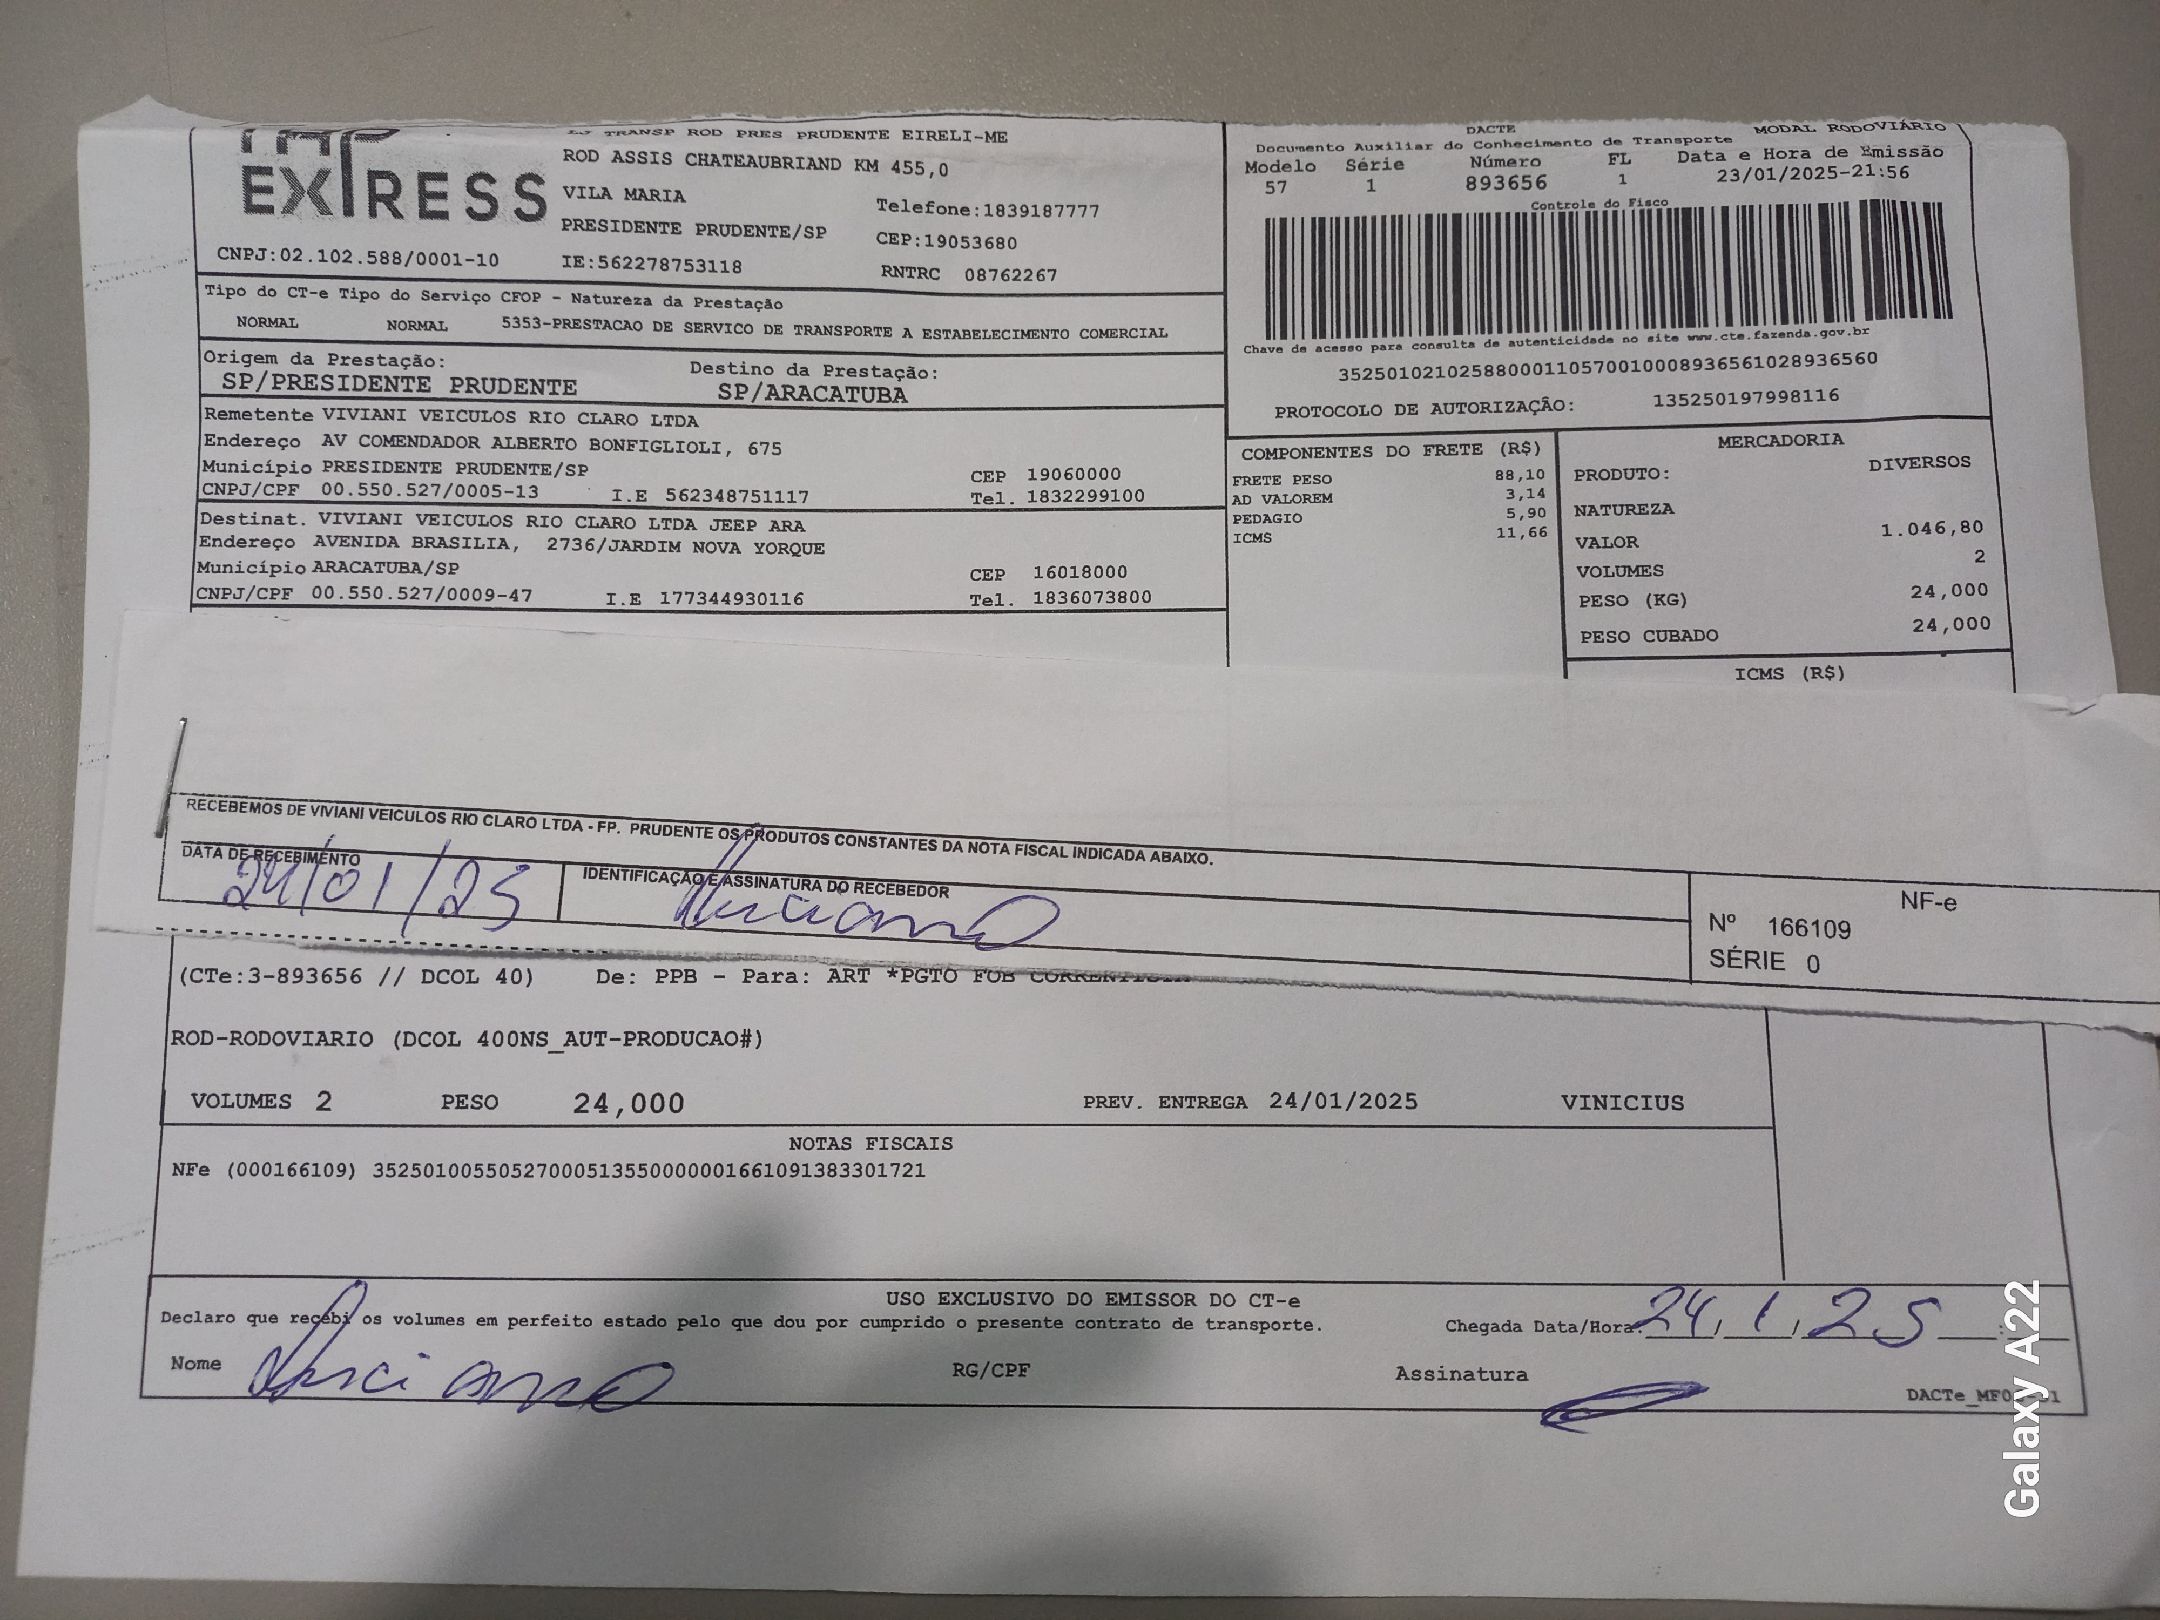 EXPRESS
TRANSP ROD PRES PRUDENTE EIRELI-ME
ROD ASSIS CHATEAUBRIAND KM 455,0
VILA MARIA
Telefone:1839187777
PRESIDENTE PRUDENTE/SP
CEP:19053680
CNPJ:02.102.588/0001-10
IE:562278753118
RNTRC 08762267
DACTE MODAL RODOVIÁRIO
Documento Auxiliar do Conhecimento de Transporte
Modelo Série Número FL Data e Hora de Emissão
57 1 893656 1 23/01/2025-21:56
Controle do Fisco
Chave de acesso para consulta de autenticidade no site www.cte.fazenda.gov.br
35250102102588000110570010008936561028936560
PROTOCOLO DE AUTORIZAÇÃO: 135250197998116
Tipo do CT-e Tipo do Serviço CFOP - Natureza da Prestação
NORMAL NORMAL 5353-PRESTACAO DE SERVICO DE TRANSPORTE A ESTABELECIMENTO COMERCIAL
Origem da Prestação: Destino da Prestação:
SP/PRESIDENTE PRUDENTE SP/ARACATUBA
Remetente VIVIANI VEICULOS RIO CLARO LTDA
Endereço AV COMENDADOR ALBERTO BONFIGLIOLI, 675
Município PRESIDENTE PRUDENTE/SP CEP 19060000
CNPJ/CPF 00.550.527/0005-13 I.E 562348751117 Tel. 1832299100
Destinat. VIVIANI VEICULOS RIO CLARO LTDA JEEP ARA
Endereço AVENIDA BRASILIA, 2736/JARDIM NOVA YORQUE
Município ARACATUBA/SP CEP 16018000
CNPJ/CPF 00.550.527/0009-47 I.E 177344930116 Tel. 1836073800
COMPONENTES DO FRETE (R$)
FRETE PESO 88,10
AD VALOREM 3,14
PEDAGIO 5,90
ICMS 11,66
MERCADORIA
PRODUTO: DIVERSOS
NATUREZA
VALOR 1.046,80
VOLUMES 2
PESO (KG) 24,000
PESO CUBADO 24,000
ICMS (R$)
RECEBEMOS DE VIVIANI VEICULOS RIO CLARO LTDA - FP. PRUDENTE OS PRODUTOS CONSTANTES DA NOTA FISCAL INDICADA ABAIXO.
DATA DE RECEBIMENTO
24/01/25
IDENTIFICAÇÃO E ASSINATURA DO RECEBEDOR
NF-e
Nº 166109
SÉRIE 0
(CTe:3-893656 // DCOL 40) De: PPB - Para: ART *PGTO FOB
ROD-RODOVIARIO (DCOL 400NS_AUT-PRODUCAO#)
VOLUMES 2 PESO 24,000 PREV. ENTREGA 24/01/2025 VINICIUS
NOTAS FISCAIS
NFe (000166109) 35250100550527000513550000001661091383301721
USO EXCLUSIVO DO EMISSOR DO CT-e
Declaro que recebi os volumes em perfeito estado pelo que dou por cumprido o presente contrato de transporte. Chegada Data/Hora: 24/1/25
Nome RG/CPF Assinatura
Galaxy A22